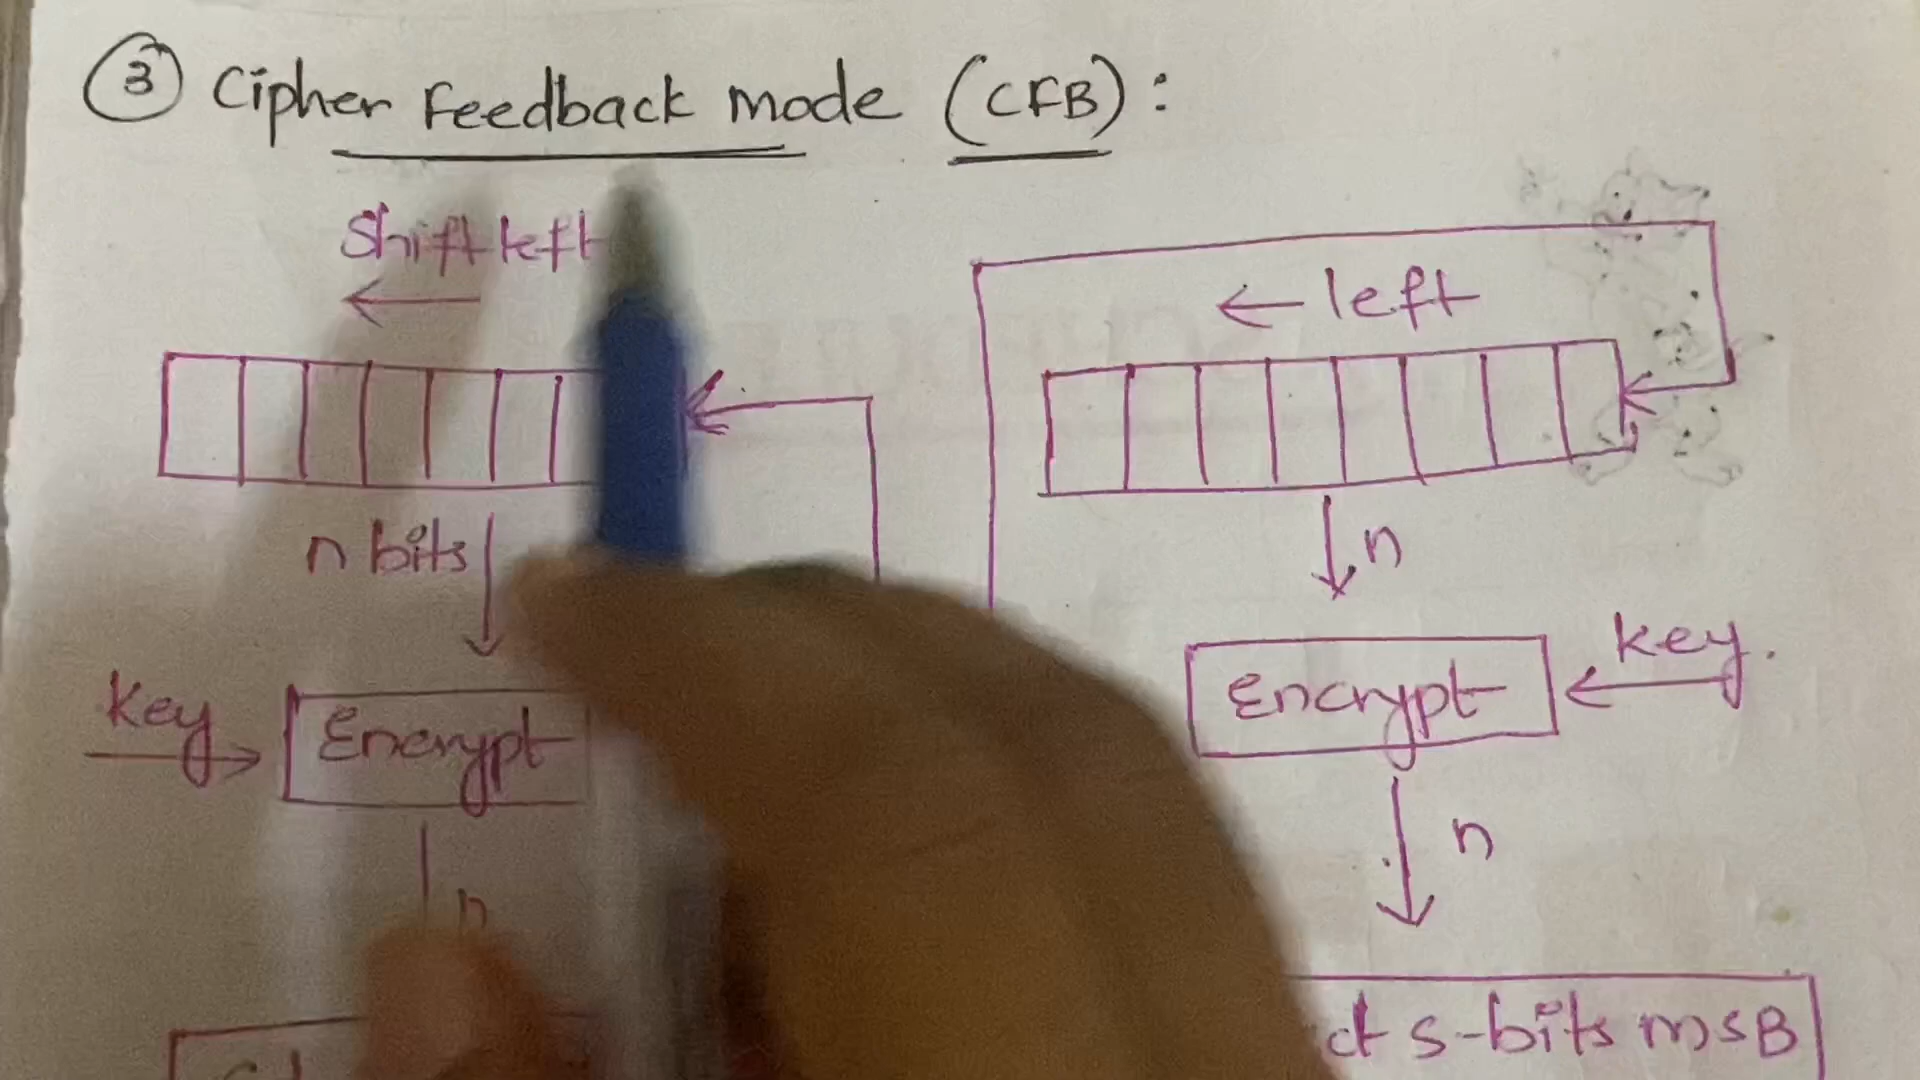 3 Cipher Feedback mode (CFB):
Shift left
← left
n bits
n
key
Encrypt
Encrypt
key.
n
n
s-bits msB